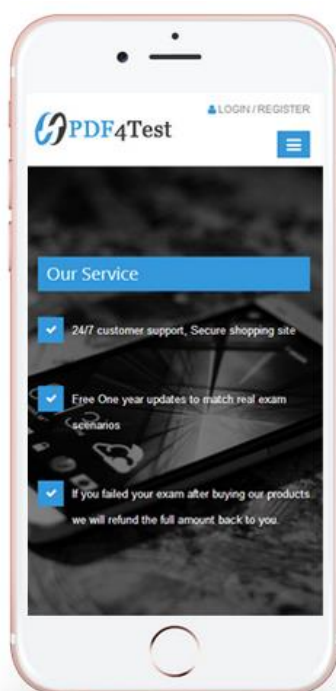 LOGIN / REGISTER
PDF4Test
Our Service
24/7 customer support, Secure shopping site
Free One year updates to match real exam
scenarios
If you failed your exam after buying our products
we will refund the full amount back to you.